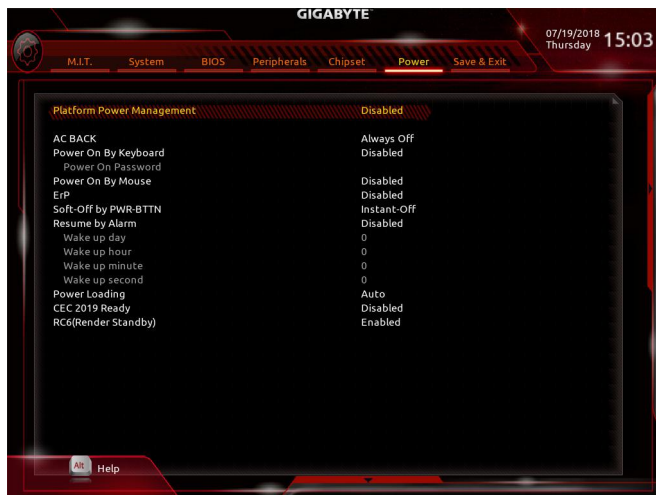 GIGABYTE™
07/19/2018 15:03
Thursday
M.I.T. System BIOS Peripherals Chipset Power Save & Exit
Platform Power Management Disabled
AC BACK Always Off
Power On By Keyboard Disabled
Power On Password
Power On By Mouse Disabled
ErP Disabled
Soft-Off by PWR-BTTN Instant-Off
Resume by Alarm Disabled
Wake up day 0
Wake up hour 0
Wake up minute 0
Wake up second 0
Power Loading Auto
CEC 2019 Ready Disabled
RC6(Render Standby) Enabled
Alt Help